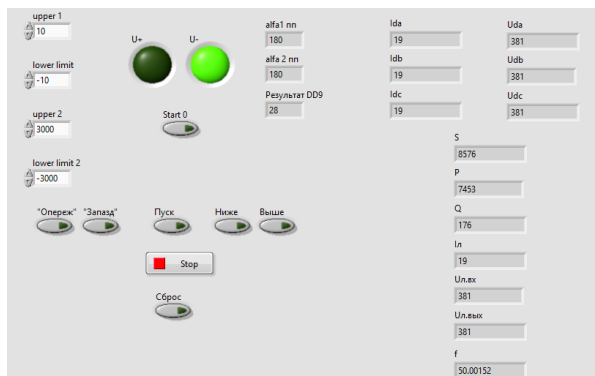 upper 1
10
lower limit
-10
upper 2
3000
lower limit 2
-3000
U+
U-
Start 0
alfa1 nn
180
alfa 2 nn
180
Результат DD9
28
Ida
19
Idb
19
Idc
19
Uda
381
Udb
381
Udc
381
"Опереж"
"Запазд"
Пуск
Ниже
Выше
Stop
Сброс
S
8576
P
7453
Q
176
Iл
19
Uл.вх
381
Uл.вых
381
f
50.00152